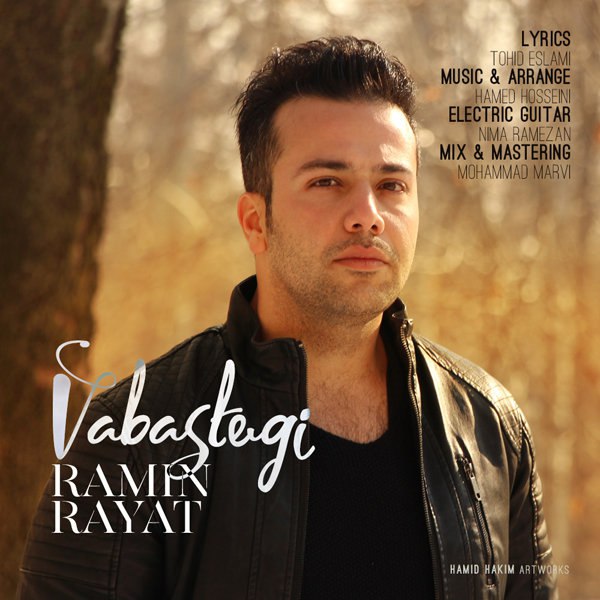 LYRICS
TOHID ESLAMI
MUSIC & ARRANGE
HAMED HOSSEINI
ELECTRIC GUITAR
NIMA RAMEZAN
MIX & MASTERING
MOHAMMAD MARVI
Vabastegi
RAMIN
RAYAT
HAMID HAKIM ARTWORKS